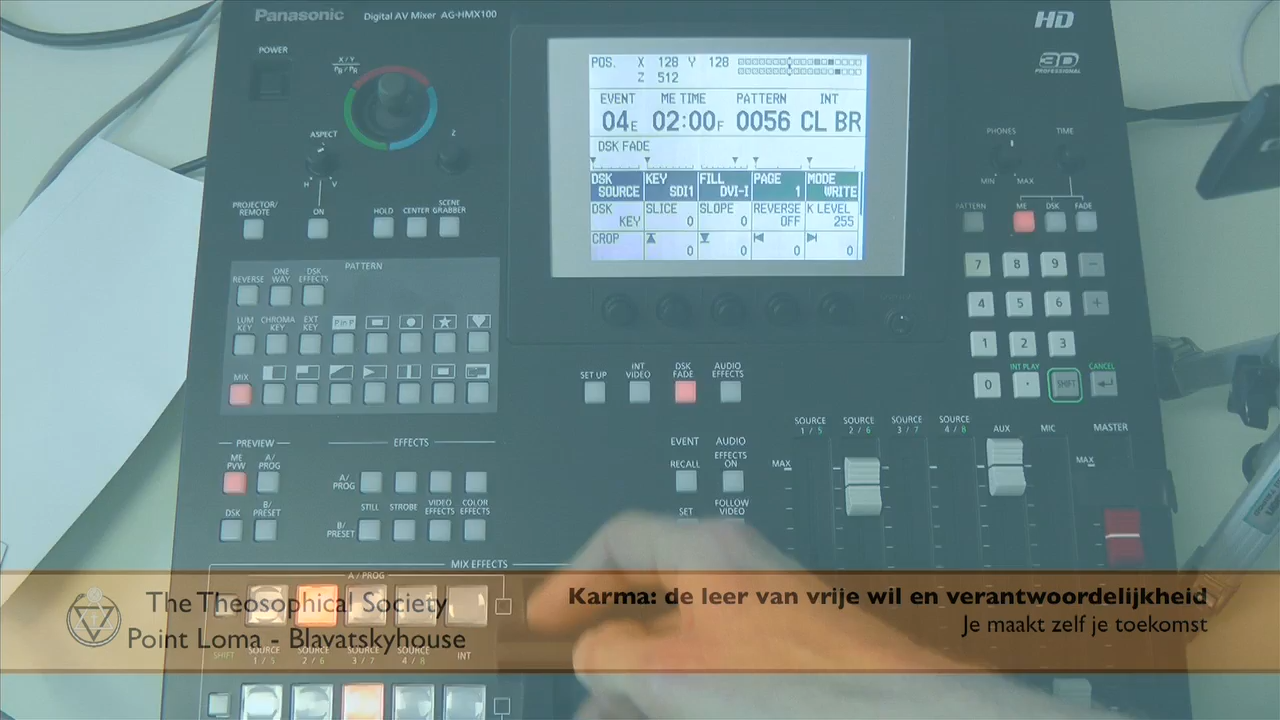 Panasonic
Digital AV Mixer AG-HMX100
HD
3D
PROFESSIONAL
POWER
X/Y
ASPECT
Z
H V
PROJECTOR/
REMOTE
ON
HOLD
CENTER
SCENE
GRABBER
POS. X 128 Y 128
Z 512
EVENT ME TIME PATTERN INT
04E 02:00F 0056 CL BR
DSK FADE
DSK KEY FILL PAGE MODE
SOURCE SDI1 DVI-I 1 WRITE
DSK SLICE SLOPE REVERSE K LEVEL
KEY 0 0 OFF 255
CROP 0 0 0 0
PHONES
TIME
MIN MAX
PATTERN ME DSK FADE
7 8 9 −
4 5 6 +
1 2 3
INT PLAY CANCEL
0 . SHIFT
PATTERN
REVERSE
ONE
WAY
DSK
EFFECTS
LUM
KEY
CHROMA
KEY
EXT
KEY
PinP
MIX
SET UP
INT
VIDEO
DSK
FADE
AUDIO
EFFECTS
PREVIEW
ME
PVW
A/
PROG
DSK
B/
PRESET
EFFECTS
A/
PROG
STILL
STROBE
VIDEO
EFFECTS
COLOR
EFFECTS
B/
PRESET
EVENT
RECALL
SET
AUDIO
EFFECTS
ON
FOLLOW
VIDEO
SOURCE
1/5
SOURCE
2/6
SOURCE
3/7
SOURCE
4/8
AUX
MIC
MASTER
MAX
MAX
MIX EFFECTS
A/PROG
The Theosophical Society
Point Loma - Blavatskyhouse
Karma: de leer van vrije wil en verantwoordelijkheid
Je maakt zelf je toekomst
SHIFT
SOURCE
1/5
SOURCE
2/6
SOURCE
3/7
SOURCE
4/8
INT